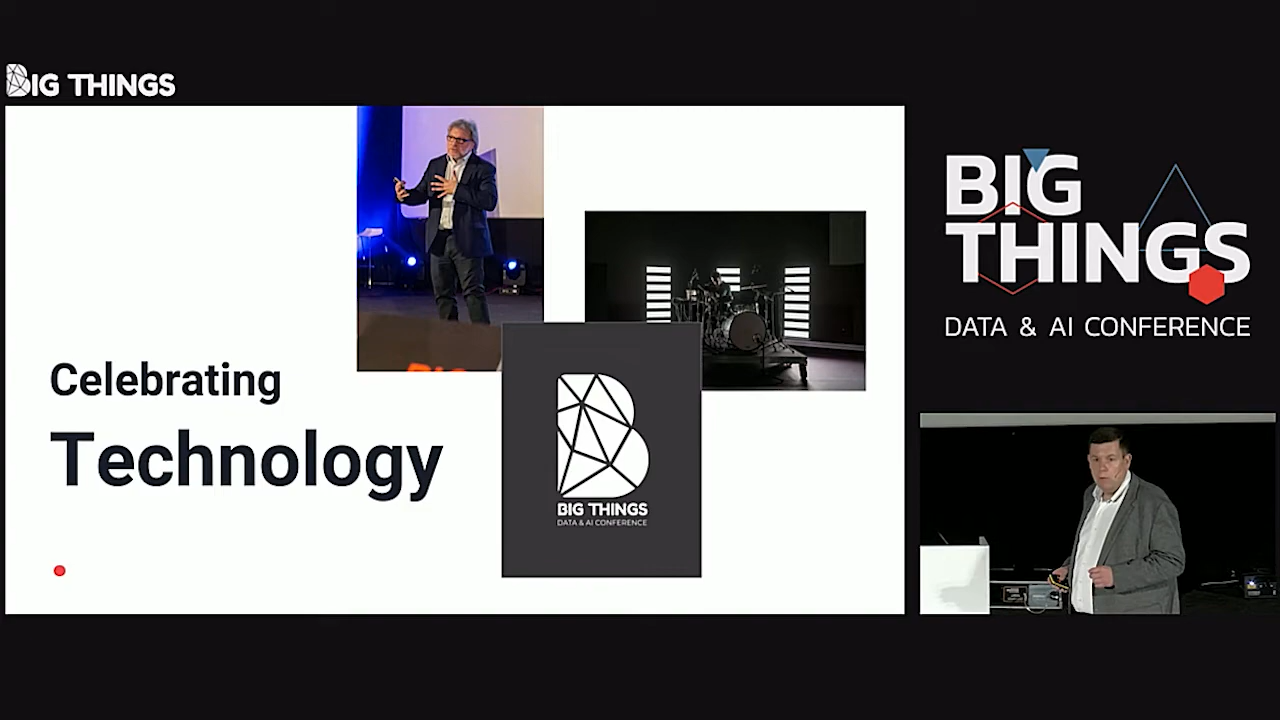 BIG THINGS
Celebrating
Technology
BIG THINGS
DATA & AI CONFERENCE
BIG
THINGS
DATA & AI CONFERENCE